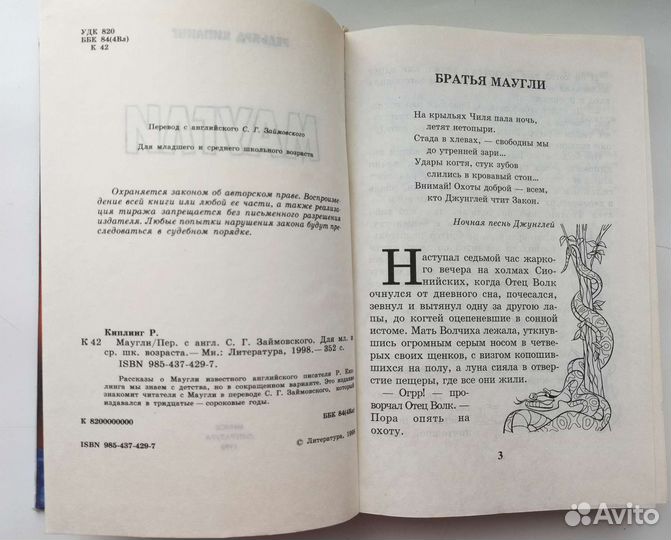 УДК 820
ББК 84(4Вл)
К 42
Перевод с английского С. Г. Займовского
Для младшего и среднего школьного возраста
Охраняется законом об авторском праве. Воспроизве-
дение всей книги или любой ее части, а также реализа-
ция тиража запрещается без письменного разрешения
издателя. Любые попытки нарушения закона будут пре-
следоваться в судебном порядке.
Киплинг Р.
К 42 Маугли/Пер. с англ. С. Г. Займовского. Для мл. и
ср. шк. возраста.— Мн.: Литература, 1998.— 352 с.
ISBN 985-437-429-7.
Рассказы о Маугли известного английского писателя Р. Кип-
линга мы знаем с детства, но в сокращенном варианте. Это издание
знакомит читателя с Маугли в переводе С. Г. Займовского, который
издавался в тридцатые — сороковые годы.
К 8200000000
ББК 84(4Вл)
ISBN 985-437-429-7
© Литература, 1998
БРАТЬЯ МАУГЛИ
На крыльях Чиля пала ночь,
летят нетопыри.
Стада в хлевах, — свободны мы
до утренней зари...
Удары когтя, стук зубов
слились в кровавый стон...
Внимай! Охоты доброй — всем,
кто Джунглей чтит Закон.
Ночная песнь Джунглей
Наступал седьмой час жарко-
го вечера на холмах Сио-
нийских, когда Отец Волк
очнулся от дневного сна, почесался,
зевнул и вытянул одну за другою ла-
пы, до когтей оцепеневшие в сонной
истоме. Мать Волчиха лежала, уткнув-
шись огромным серым носом в четве-
рых своих щенков, с визгом копошив-
шихся на полу, а луна сияла в отвер-
стие пещеры, где все они жили.
— Огрр! — про-
ворчал Отец Волк. —
Пора опять на
охоту.
3
Avito